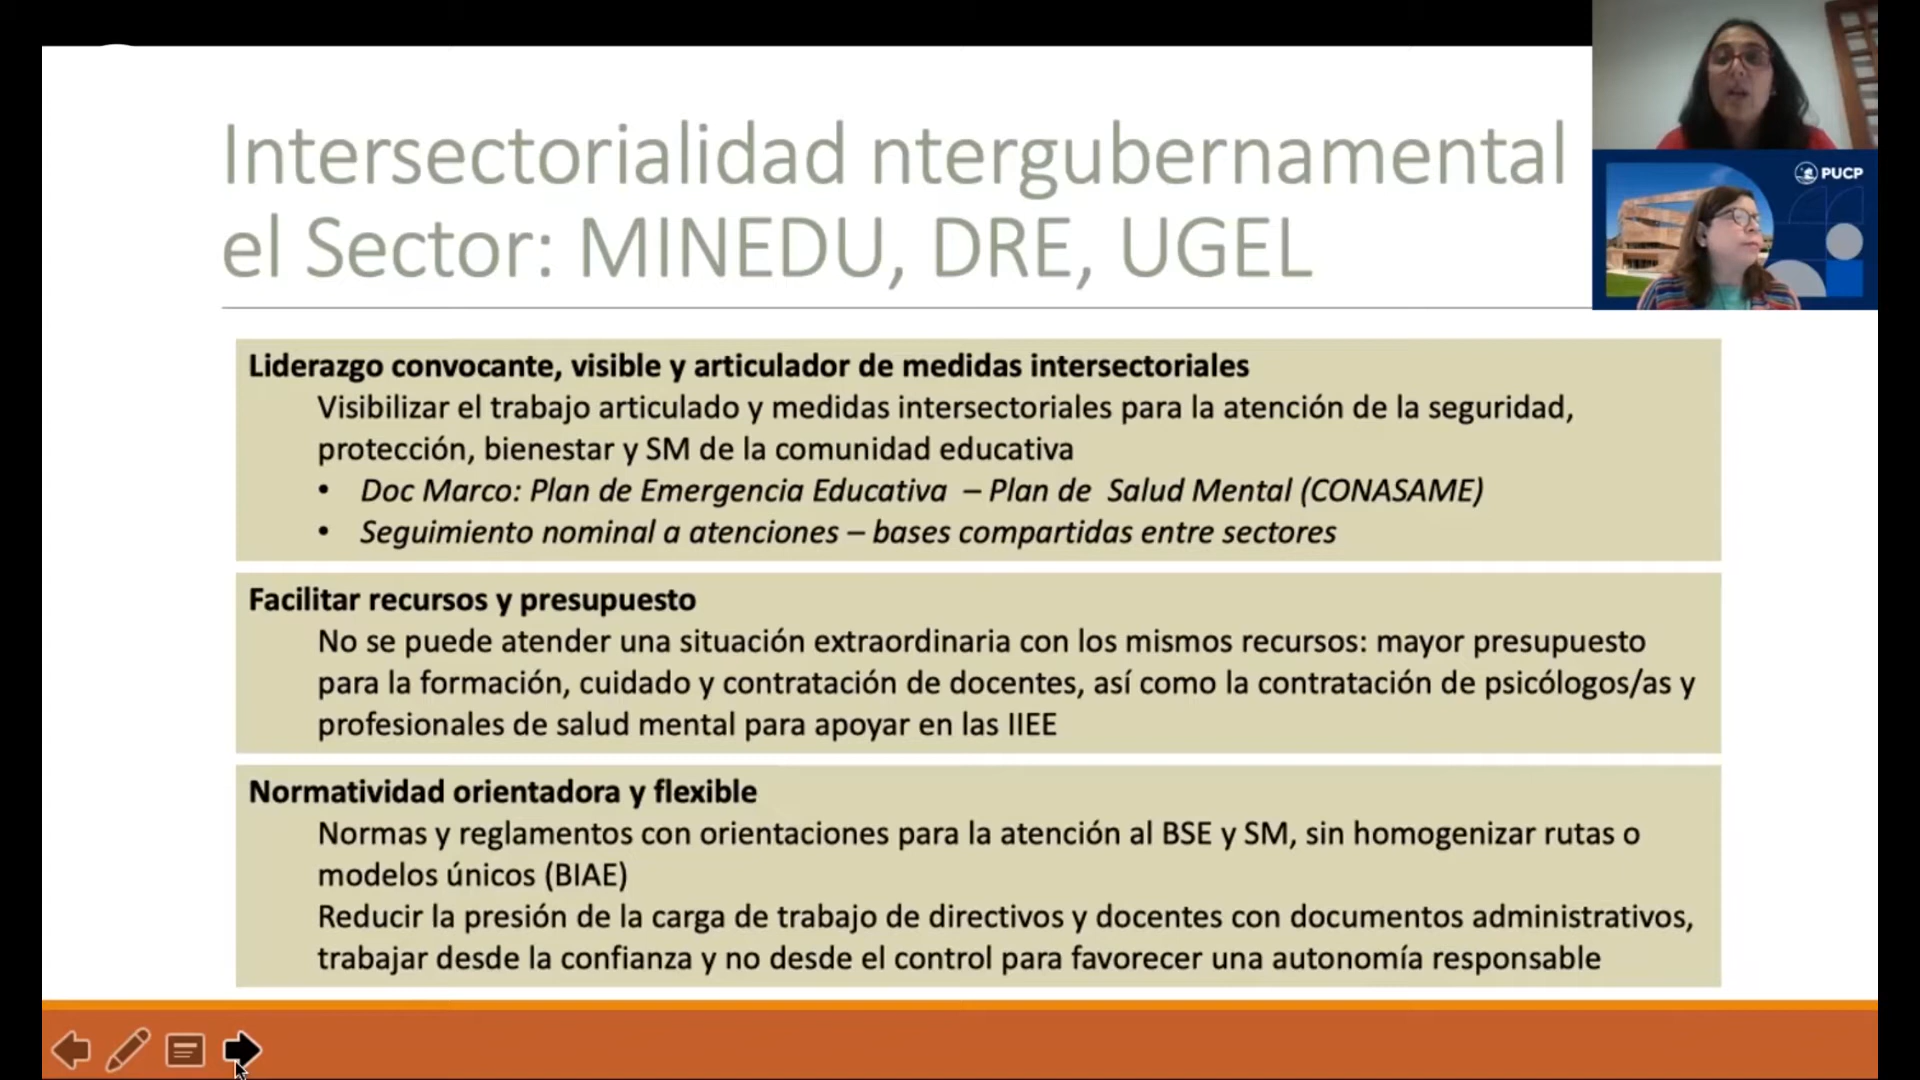 Intersectorialidad ntergubernamental
el Sector: MINEDU, DRE, UGEL
PUCP
Liderazgo convocante, visible y articulador de medidas intersectoriales
Visibilizar el trabajo articulado y medidas intersectoriales para la atención de la seguridad,
protección, bienestar y SM de la comunidad educativa
• Doc Marco: Plan de Emergencia Educativa – Plan de Salud Mental (CONASAME)
• Seguimiento nominal a atenciones – bases compartidas entre sectores
Facilitar recursos y presupuesto
No se puede atender una situación extraordinaria con los mismos recursos: mayor presupuesto
para la formación, cuidado y contratación de docentes, así como la contratación de psicólogos/as y
profesionales de salud mental para apoyar en las IIEE
Normatividad orientadora y flexible
Normas y reglamentos con orientaciones para la atención al BSE y SM, sin homogenizar rutas o
modelos únicos (BIAE)
Reducir la presión de la carga de trabajo de directivos y docentes con documentos administrativos,
trabajar desde la confianza y no desde el control para favorecer una autonomía responsable